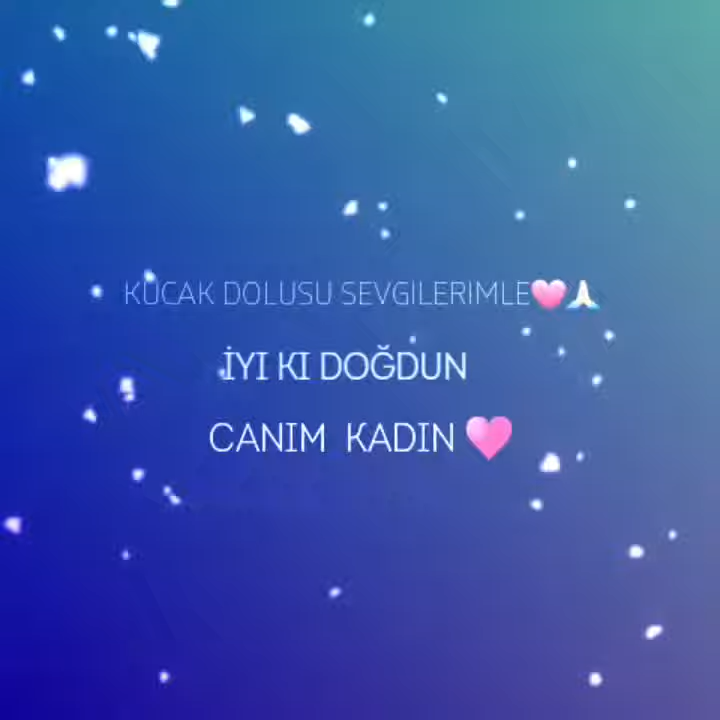 KUCAK DOLUSU SEVGILERIMLE🩷🙏🏻
İYI KI DOĞDUN
CANIM KADIN 🩷